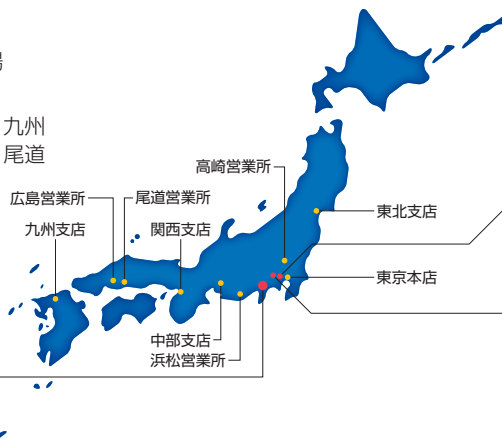 場
九州
尾道
高崎営業所
広島営業所
尾道営業所
九州支店
関西支店
東北支店
東京本店
中部支店
浜松営業所